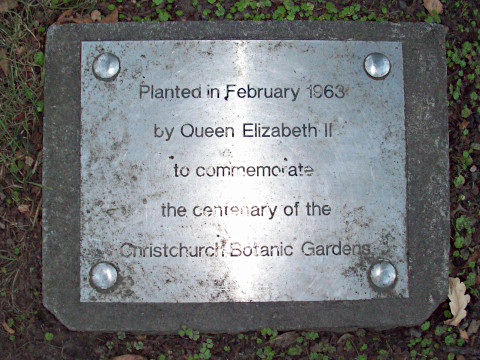 Planted in February 1963
by Queen Elizabeth II
to commemorate
the centenary of the
Christchurch Botanic Gardens